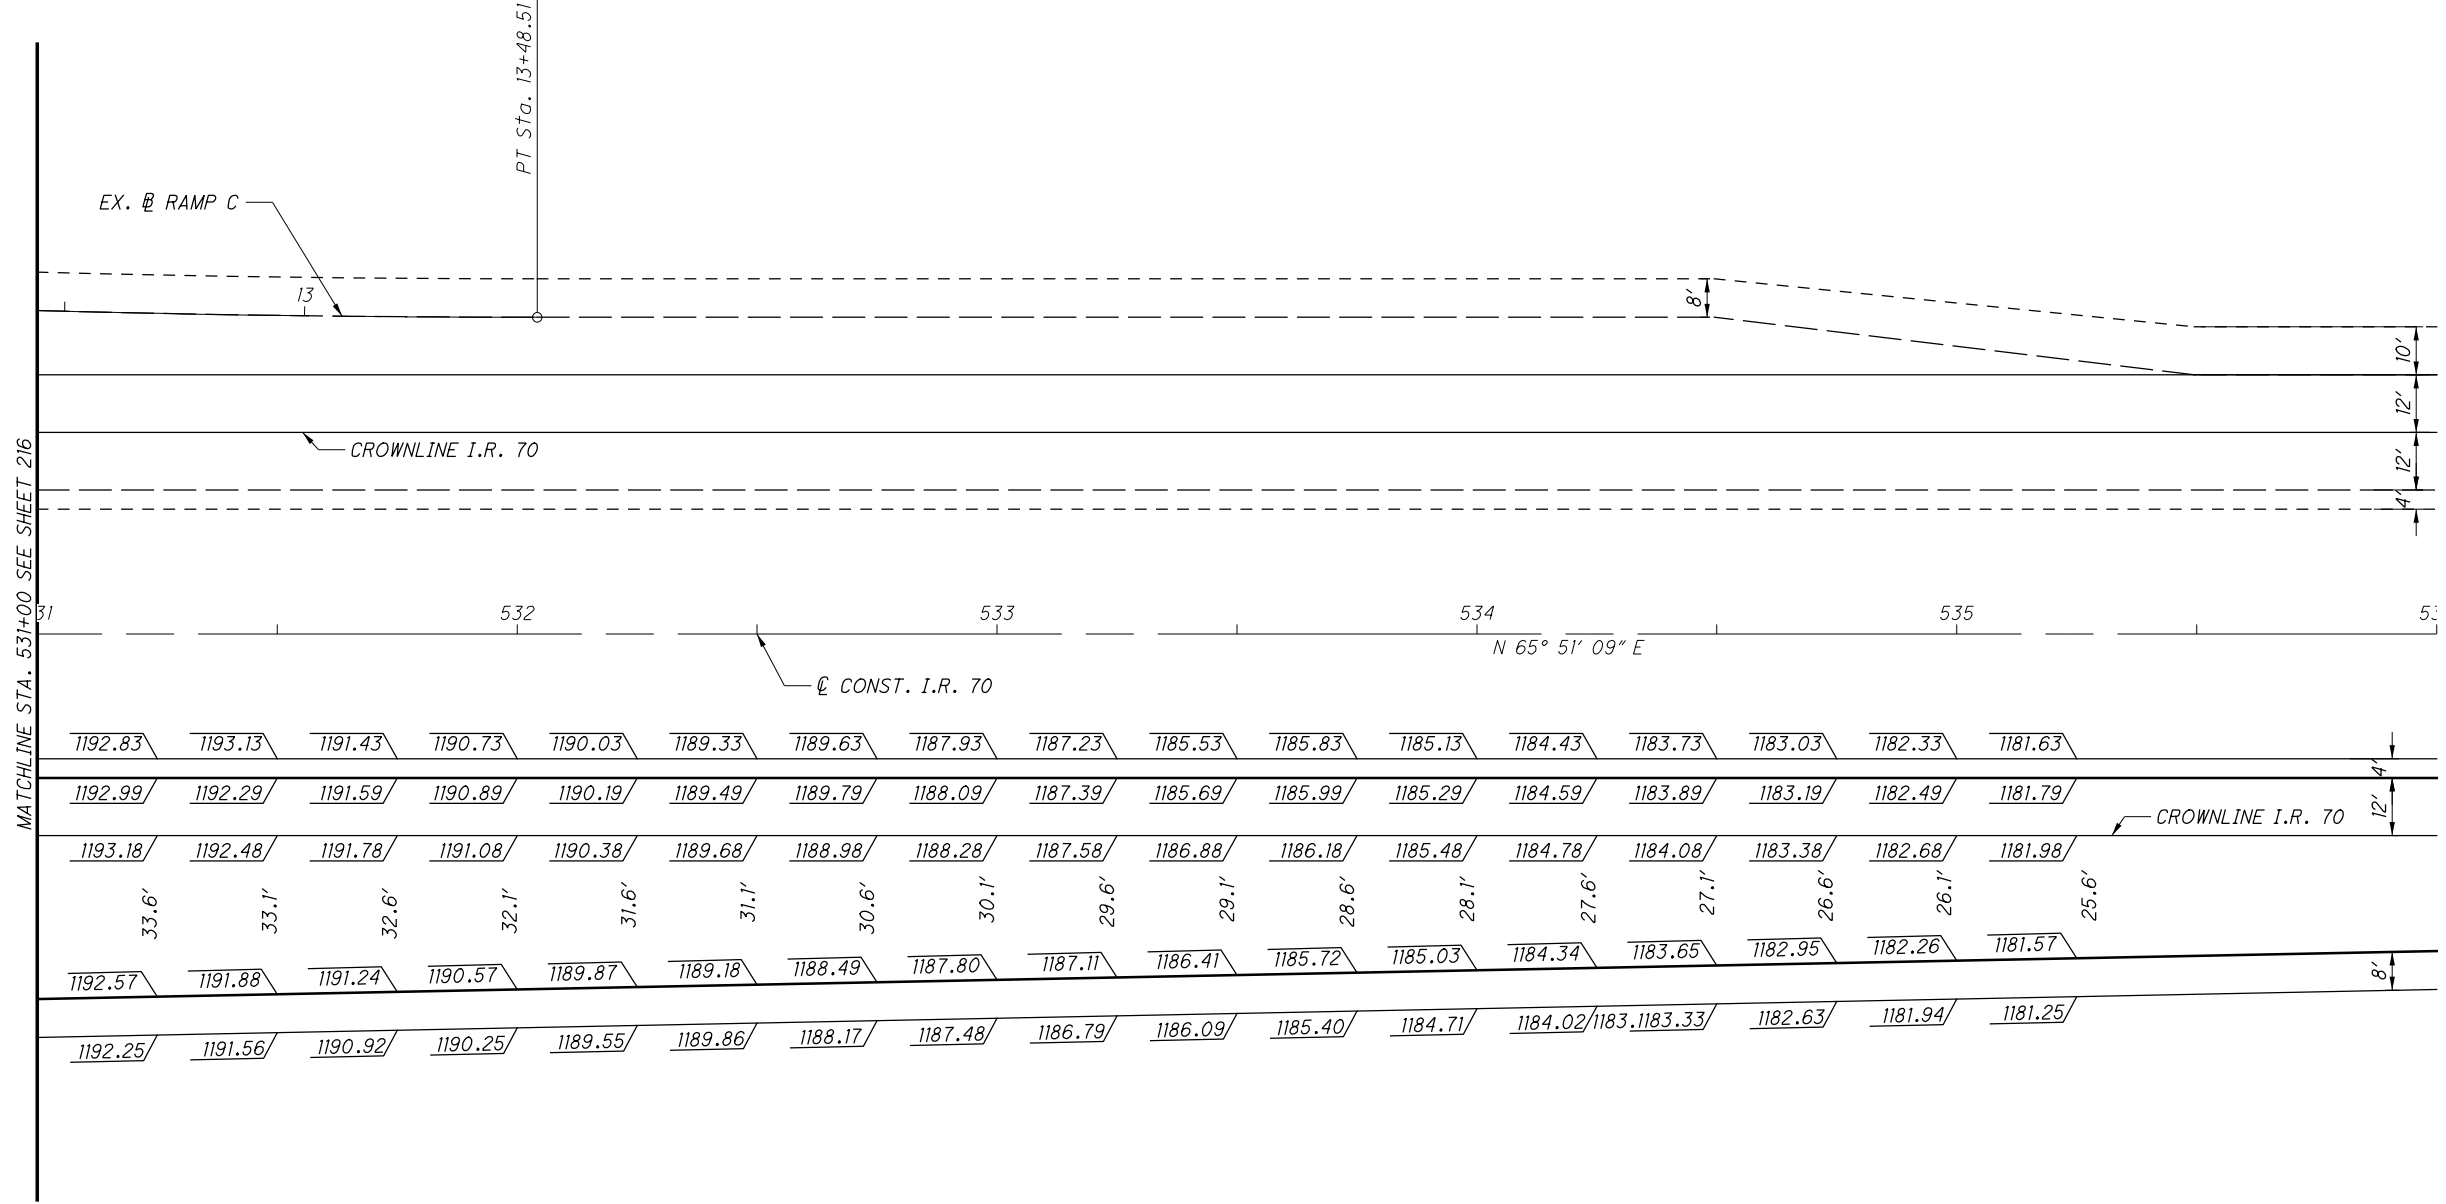 PT Sta. 13+48.51
EX. B͟L RAMP C
13
8'
10'
12'
CROWNLINE I.R. 70
12'
4'
MATCHLINE STA. 531+00 SEE SHEET 216
31 532 533 534 535 53
N 65° 51' 09" E
℄ CONST. I.R. 70
1192.83 1193.13 1191.43 1190.73 1190.03 1189.33 1189.63 1187.93 1187.23 1185.53 1185.83 1185.13 1184.43 1183.73 1183.03 1182.33 1181.63
4'
1192.99 1192.29 1191.59 1190.89 1190.19 1189.49 1189.79 1188.09 1187.39 1185.69 1185.99 1185.29 1184.59 1183.89 1183.19 1182.49 1181.79
12'
CROWNLINE I.R. 70
1193.18 1192.48 1191.78 1191.08 1190.38 1189.68 1188.98 1188.28 1187.58 1186.88 1186.18 1185.48 1184.78 1184.08 1183.38 1182.68 1181.98
33.6' 33.1' 32.6' 32.1' 31.6' 31.1' 30.6' 30.1' 29.6' 29.1' 28.6' 28.1' 27.6' 27.1' 26.6' 26.1' 25.6'
1192.57 1191.88 1191.24 1190.57 1189.87 1189.18 1188.49 1187.80 1187.11 1186.41 1185.72 1185.03 1184.34 1183.65 1182.95 1182.26 1181.57
8'
1192.25 1191.56 1190.92 1190.25 1189.55 1189.86 1188.17 1187.48 1186.79 1186.09 1185.40 1184.71 1184.02 1183.1183.33 1182.63 1181.94 1181.25